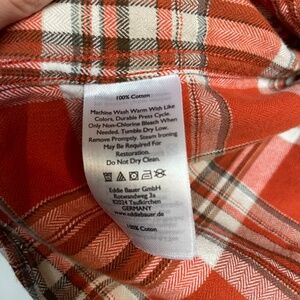 100% Cotton
Machine Wash Warm With Like
Colors, Durable Press Cycle.
Only Non-Chlorine Bleach When
Needed. Tumble Dry Low.
Remove Promptly. Steam Ironing
May Be Required For
Restoration.
Do Not Dry Clean.
Eddie Bauer GmbH
Rotwandweg 3a
82024 Taufkirchen
GERMANY
www.eddiebauer.de
100% Cotton